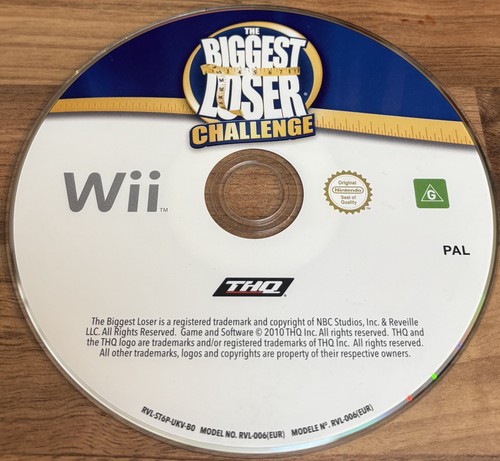 THE
BIGGEST
LOSER®
CHALLENGE
Wii™
Original
Nintendo
Seal of
Quality
G
PAL
THQ®
The Biggest Loser is a registered trademark and copyright of NBC Studios, Inc. & Reveille
LLC. All Rights Reserved. Game and Software © 2010 THQ Inc. All rights reserved. THQ and
the THQ logo are trademarks and/or registered trademarks of THQ Inc. All rights reserved.
All other trademarks, logos and copyrights are property of their respective owners.
RVL-ST6P-UKV-B0 MODEL NO. RVL-006(EUR) MODELE N°. RVL-006(EUR)